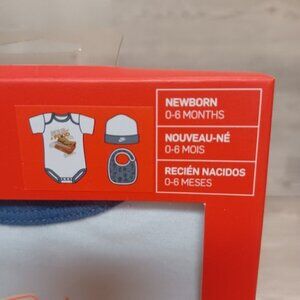 NEWBORN
0-6 MONTHS
NOUVEAU-NÉ
0-6 MOIS
RECIÉN NACIDOS
0-6 MESES